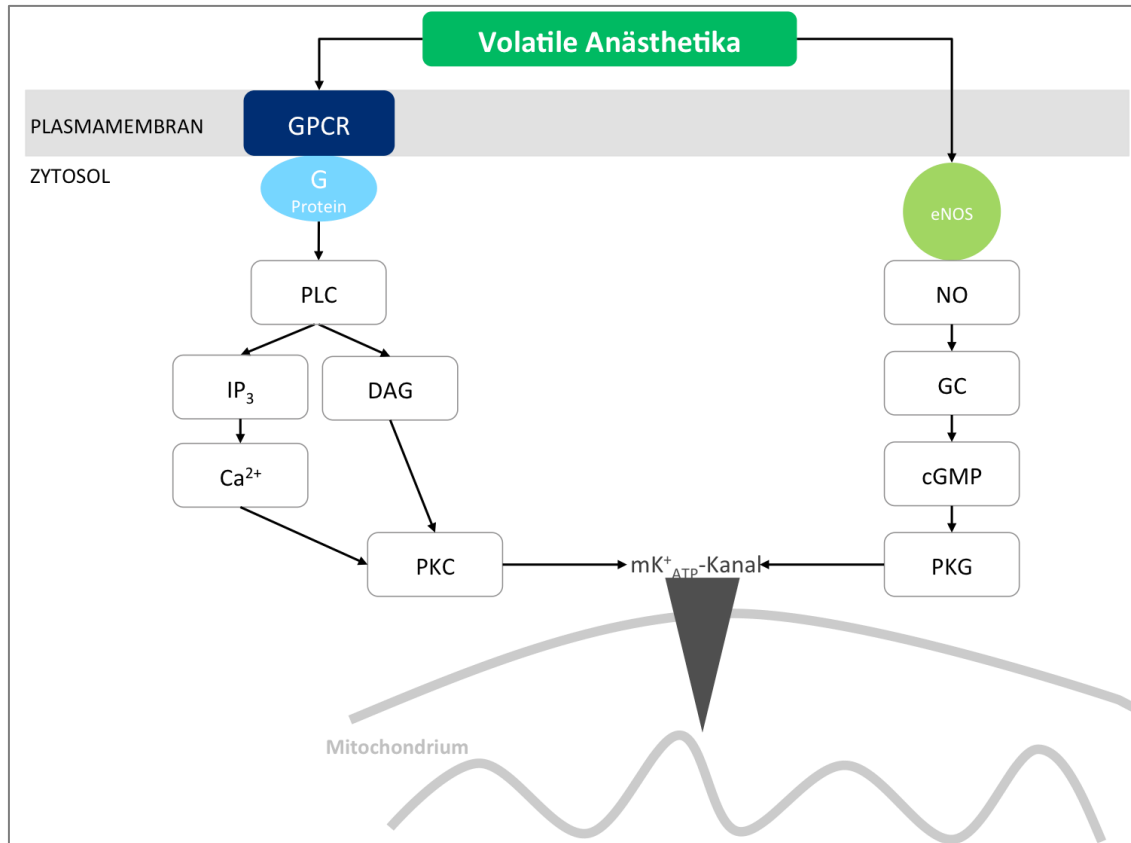 Volatile Anästhetika
PLASMAMEMBRAN
GPCR
ZYTOSOL
G
Protein
eNOS
PLC
NO
IP₃
DAG
GC
Ca²⁺
cGMP
PKC
mK⁺ATP-Kanal
PKG
Mitochondrium